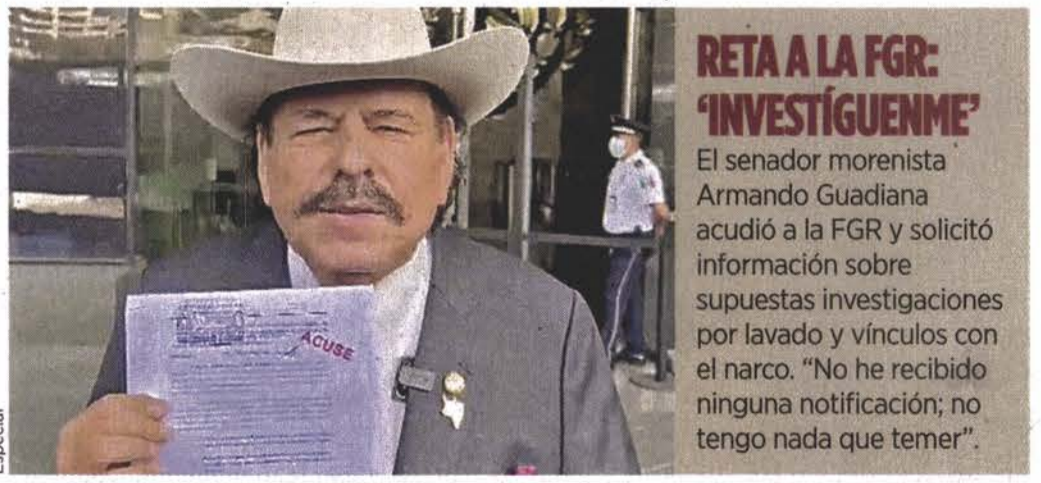 RETA A LA FGR:
‘INVESTÍGUENME’
El senador morenista
Armando Guadiana
acudió a la FGR y solicitó
información sobre
supuestas investigaciones
por lavado y vínculos con
el narco. “No he recibido
ninguna notificación; no
tengo nada que temer”.
ACUSE
Especial